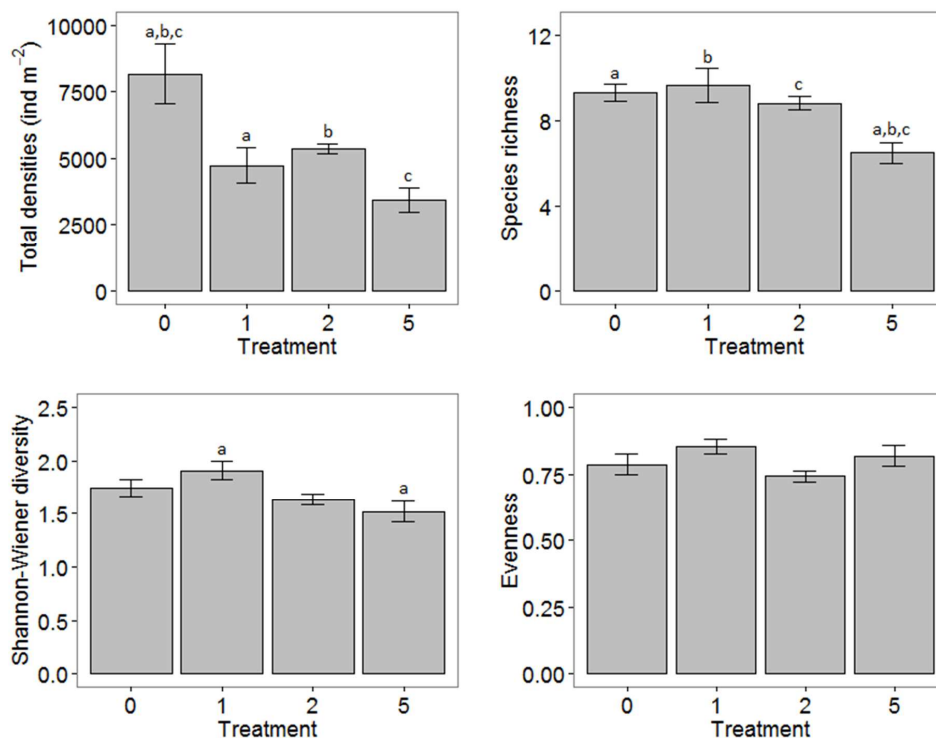 Total densities (ind m⁻²)
10000
7500
5000
2500
0
a,b,c
a
b
c
0 1 2 5
Treatment
Species richness
12
8
4
0
a
b
c
a,b,c
0 1 2 5
Treatment
Shannon-Wiener diversity
2.5
2.0
1.5
1.0
0.5
0.0
a
a
0 1 2 5
Treatment
Evenness
1.00
0.75
0.50
0.25
0.00
0 1 2 5
Treatment